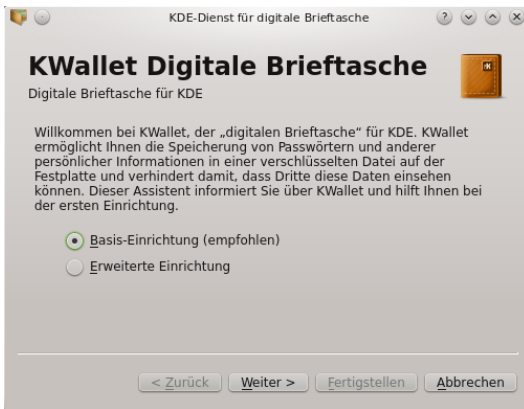 KDE-Dienst für digitale Brieftasche
KWallet Digitale Brieftasche
Digitale Brieftasche für KDE
Willkommen bei KWallet, der „digitalen Brieftasche“ für KDE. KWallet
ermöglicht Ihnen die Speicherung von Passwörtern und anderer
persönlicher Informationen in einer verschlüsselten Datei auf der
Festplatte und verhindert damit, dass Dritte diese Daten einsehen
können. Dieser Assistent informiert Sie über KWallet und hilft Ihnen bei
der ersten Einrichtung.
Basis-Einrichtung (empfohlen)
Erweiterte Einrichtung
< Zurück Weiter > Fertigstellen Abbrechen